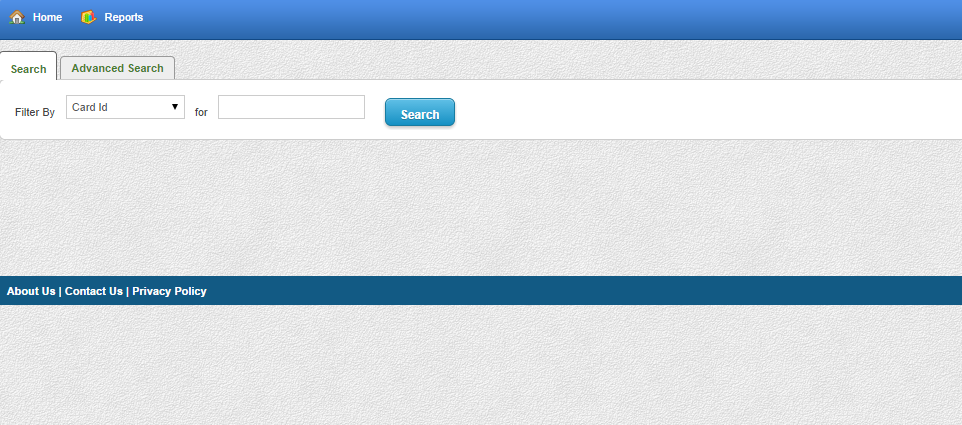 Home Reports
Search Advanced Search
Filter By Card Id for Search
About Us | Contact Us | Privacy Policy